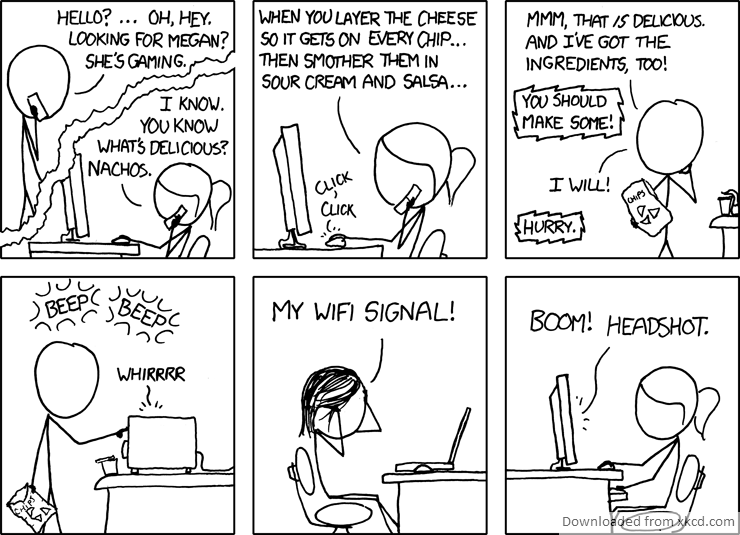 HELLO? ... OH, HEY.
LOOKING FOR MEGAN?
SHE'S GAMING.
I KNOW.
YOU KNOW
WHAT'S DELICIOUS?
NACHOS.
WHEN YOU LAYER THE CHEESE
SO IT GETS ON EVERY CHIP...
THEN SMOTHER THEM IN
SOUR CREAM AND SALSA...
CLICK
CLICK
MMM, THAT IS DELICIOUS.
AND I'VE GOT THE
INGREDIENTS, TOO!
YOU SHOULD
MAKE SOME!
I WILL!
CHIPS
HURRY.
BEEP
BEEP
WHIRRRR
CHIPS
MY WIFI SIGNAL!
BOOM! HEADSHOT.
Downloaded from xkcd.com